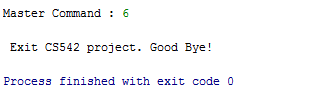 Master Command : 6
Exit CS542 project. Good Bye!
Process finished with exit code 0